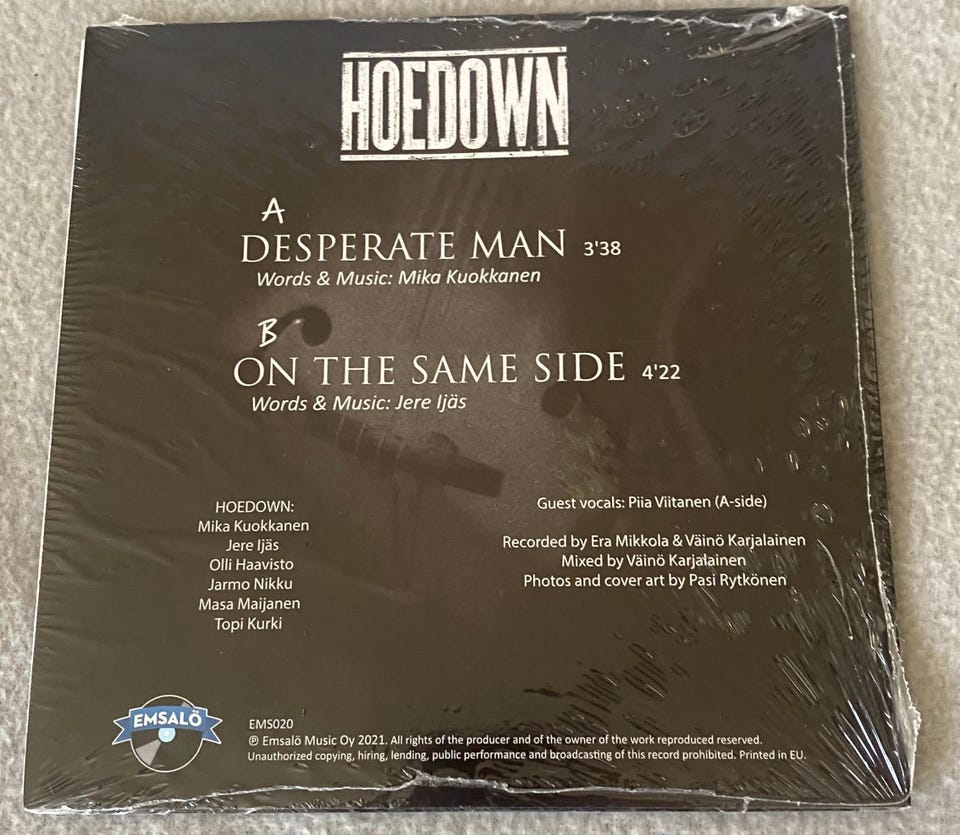 HOEDOWN
A
DESPERATE MAN 3'38
Words & Music: Mika Kuokkanen
B
ON THE SAME SIDE 4'22
Words & Music: Jere Ijäs
HOEDOWN:
Mika Kuokkanen
Jere Ijäs
Olli Haavisto
Jarmo Nikku
Masa Maijanen
Topi Kurki
Guest vocals: Piia Viitanen (A-side)
Recorded by Era Mikkola & Väinö Karjalainen
Mixed by Väinö Karjalainen
Photos and cover art by Pasi Rytkönen
EMSALÖ
EMS020
℗ Emsalö Music Oy 2021. All rights of the producer and of the owner of the work reproduced reserved.
Unauthorized copying, hiring, lending, public performance and broadcasting of this record prohibited. Printed in EU.